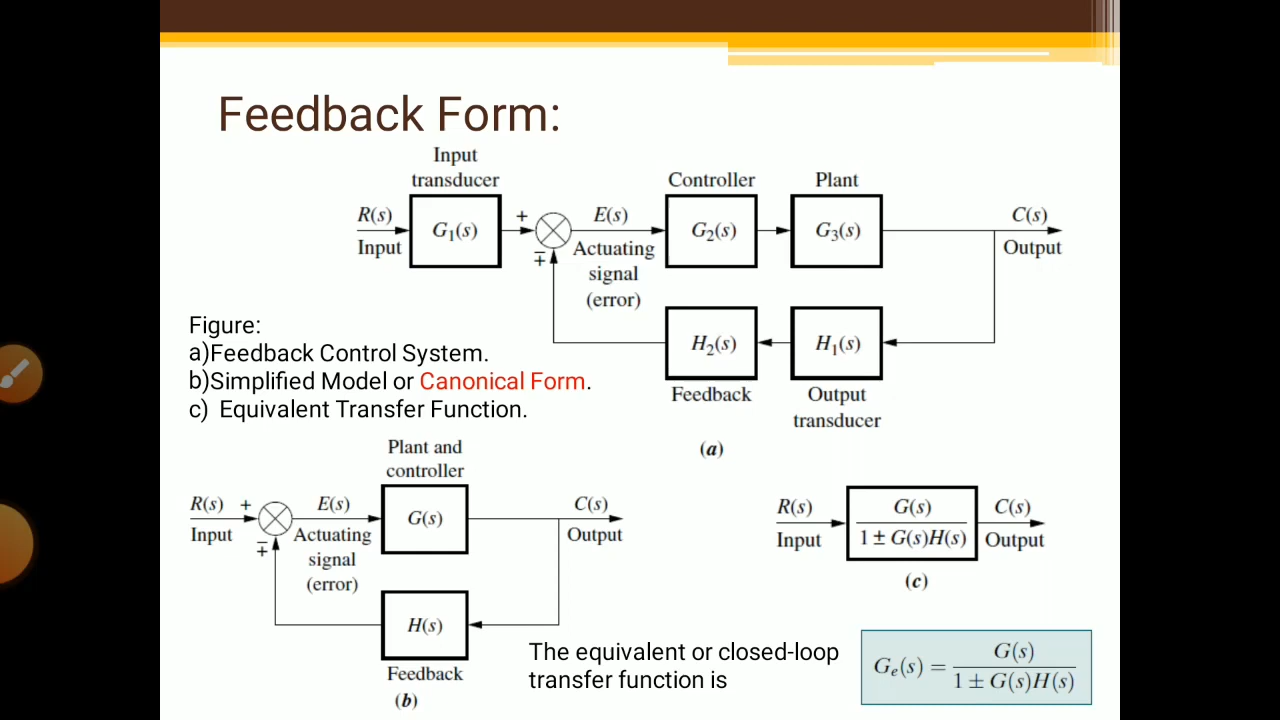 Feedback Form:
Input
transducer
Controller
Plant
R(s)
Input
G₁(s)
+
∓
E(s)
Actuating
signal
(error)
G₂(s)
G₃(s)
C(s)
Output
H₂(s)
H₁(s)
Feedback
Output
transducer
(a)
Figure:
a)Feedback Control System.
b)Simplified Model or Canonical Form.
c) Equivalent Transfer Function.
Plant and
controller
R(s) +
Input
∓
E(s)
Actuating
signal
(error)
G(s)
C(s)
Output
H(s)
Feedback
(b)
R(s)
Input
G(s)
1 ± G(s)H(s)
C(s)
Output
(c)
The equivalent or closed-loop
transfer function is
Gₑ(s) = G(s) / 1 ± G(s)H(s)